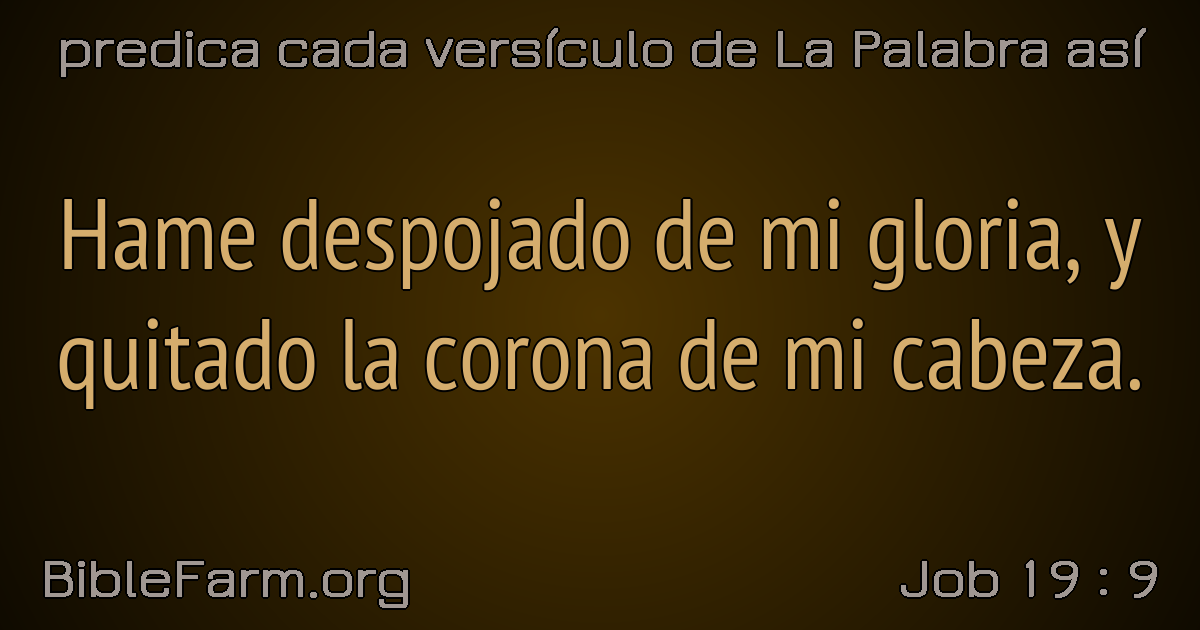 predica cada versículo de La Palabra así
Hame despojado de mi gloria, y
quitado la corona de mi cabeza.
BibleFarm.org
Job 19 : 9